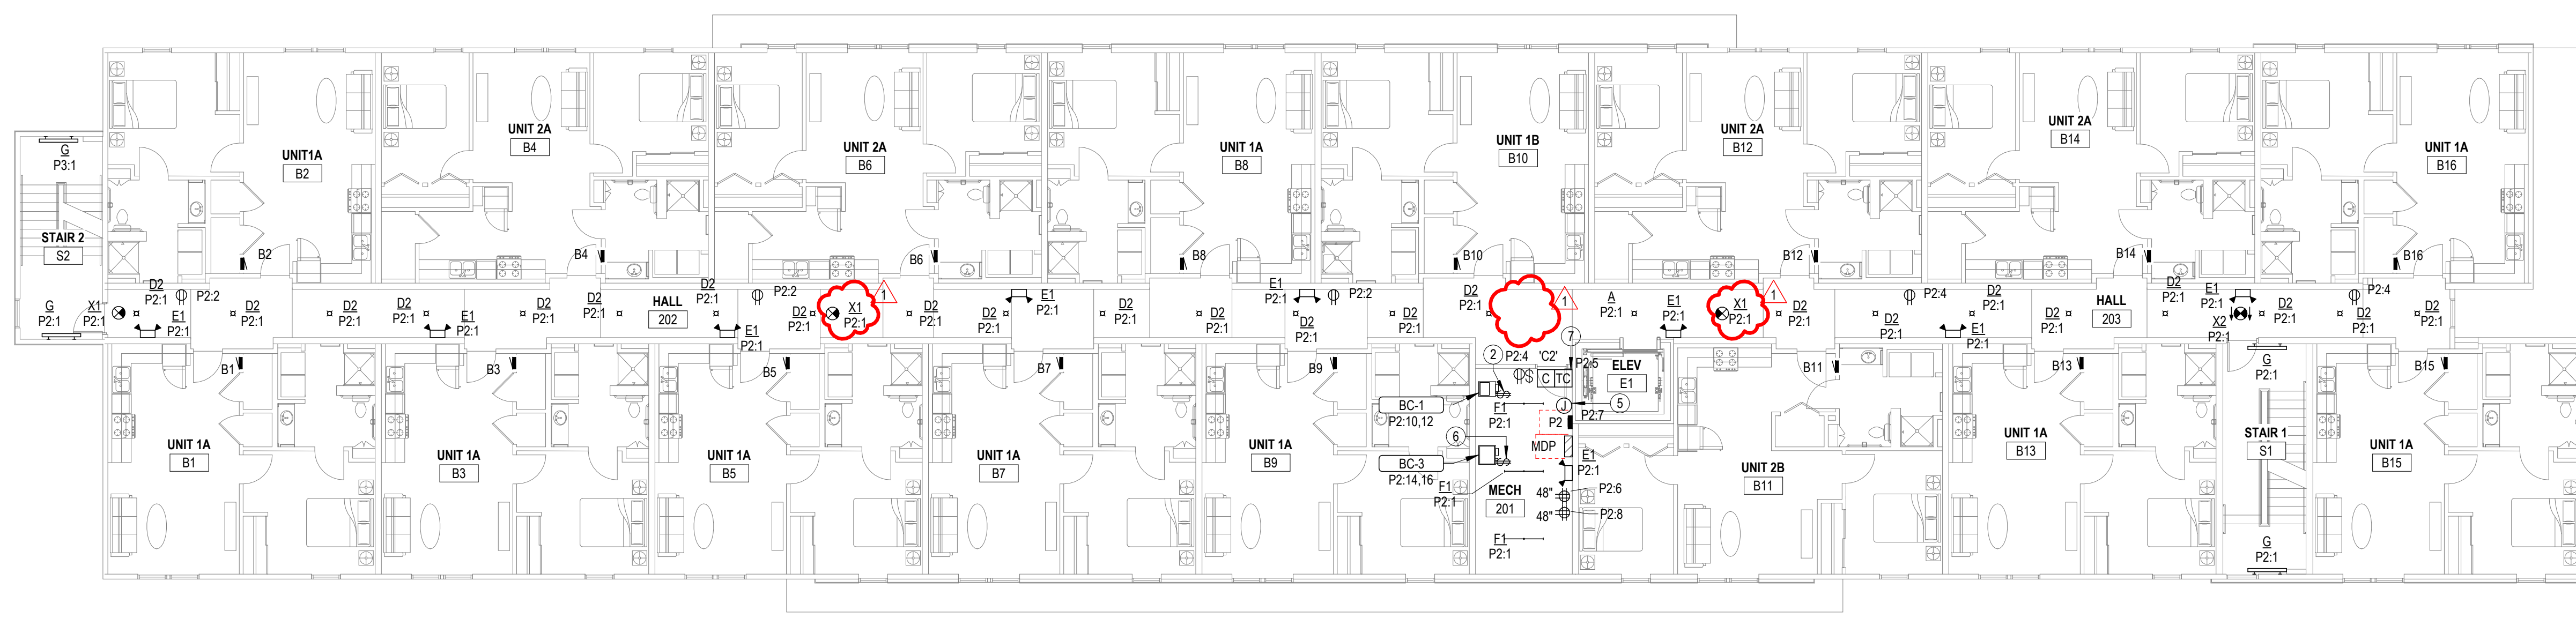 UNIT1A
B2
UNIT 2A
B4
UNIT 2A
B6
UNIT 1A
B8
UNIT 1B
B10
UNIT 2A
B12
UNIT 2A
B14
UNIT 1A
B16
G
P3:1
STAIR 2
S2
G
P2:1
X1
P2:1
B2
B4
B6
B8
B10
B12
B14
B16
D2
P2:1
P2:2
E1
P2:1
D2
P2:1
D2
P2:1
D2
P2:1
E1
P2:1
D2
P2:1
D2
P2:1
HALL
202
D2
P2:1
E1
P2:1
P2:2
D2
P2:1
X1
P2:1
1
D2
P2:1
D2
P2:1
E1
P2:1
D2
P2:1
D2
P2:1
E1
P2:1
D2
P2:1
P2:2
D2
P2:1
D2
P2:1
1
A
P2:1
E1
P2:1
X1
P2:1
1
D2
P2:1
D2
P2:1
P2:4
E1
P2:1
D2
P2:1
D2
P2:1
HALL
203
D2
P2:1
E1
P2:1
X2
P2:1
D2
P2:1
D2
P2:1
P2:4
D2
P2:1
B1
B3
B5
B7
B9
B11
B13
B15
2
P2:4
'C2'
7
P2:5
C TC
ELEV
E1
BC-1
P2:10,12
F1
P2:1
J
5
P2:7
P2
6
MDP
BC-3
P2:14,16
E1
P2:1
F1
P2:1
MECH
201
48"
P2:6
48"
P2:8
F1
P2:1
UNIT 1A
B1
UNIT 1A
B3
UNIT 1A
B5
UNIT 1A
B7
UNIT 1A
B9
UNIT 2B
B11
UNIT 1A
B13
G
P2:1
STAIR 1
S1
G
P2:1
UNIT 1A
B15